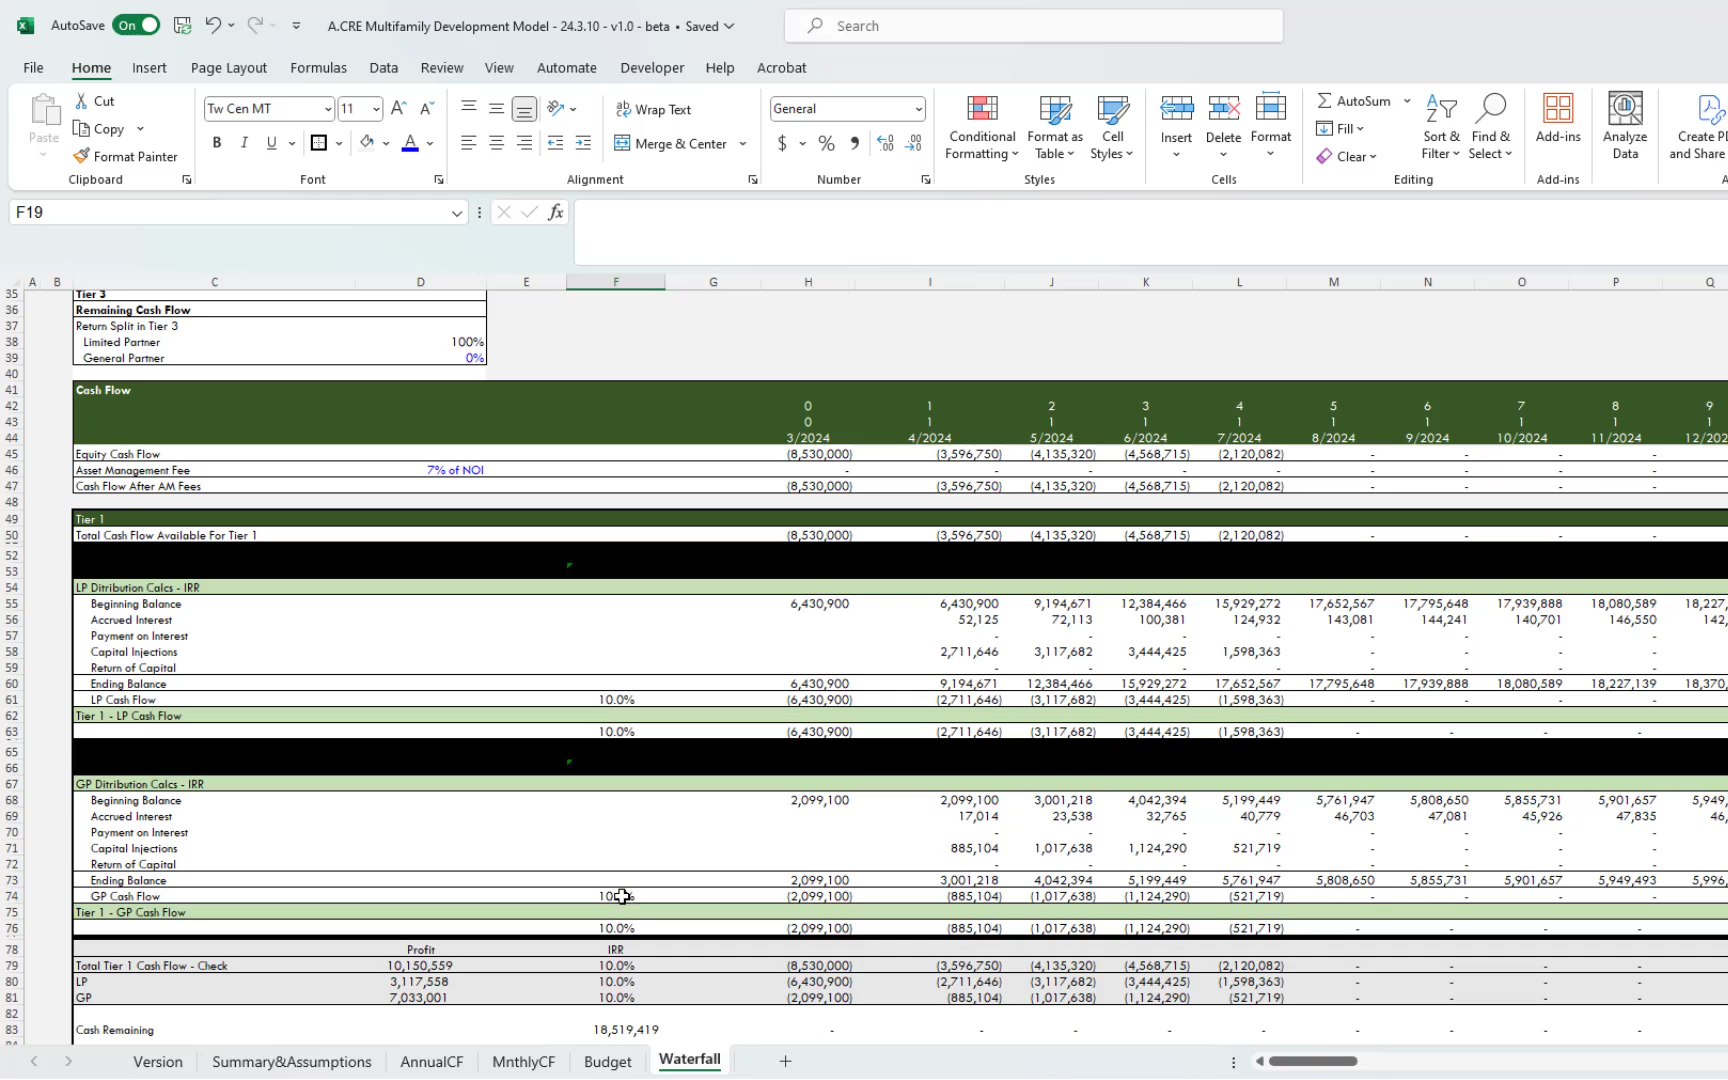 AutoSave On A.CRE Multifamily Development Model - 24.3.10 - v1.0 - beta • Saved Search
File Home Insert Page Layout Formulas Data Review View Automate Developer Help Acrobat
Paste Cut Copy Format Painter Clipboard
Tw Cen MT 11 B I U A Font
Wrap Text Merge & Center Alignment
General $ % Number
Conditional Formatting Format as Table Cell Styles Styles
Insert Delete Format Cells
AutoSum Fill Clear Sort & Filter Find & Select Editing
Add-ins Add-ins
Analyze Data
Create
and Share
F19 fx
A B C D E F G H I J K L M N O P Q
35 Tier 3
36 Remaining Cash Flow
37 Return Split in Tier 3
38 Limited Partner 100%
39 General Partner 0%
40
41 Cash Flow
42 0 1 2 3 4 5 6 7 8 9
43 0 1 1 1 1 1 1 1 1 1
44 3/2024 4/2024 5/2024 6/2024 7/2024 8/2024 9/2024 10/2024 11/2024 12/202
45 Equity Cash Flow (8,530,000) (3,596,750) (4,135,320) (4,568,715) (2,120,082) - - - - -
46 Asset Management Fee 7% of NOI - - - - - - - - - -
47 Cash Flow After AM Fees (8,530,000) (3,596,750) (4,135,320) (4,568,715) (2,120,082) - - - - -
48
49 Tier 1
50 Total Cash Flow Available For Tier 1 (8,530,000) (3,596,750) (4,135,320) (4,568,715) (2,120,082) - - - - -
52
53
54 LP Ditribution Calcs - IRR
55 Beginning Balance 6,430,900 6,430,900 9,194,671 12,384,466 15,929,272 17,652,567 17,795,648 17,939,888 18,080,589 18,227,
56 Accrued Interest 52,125 72,113 100,381 124,932 143,081 144,241 140,701 146,550 142,
57 Payment on Interest - - - - - - - - -
58 Capital Injections 2,711,646 3,117,682 3,444,425 1,598,363 - - - - -
59 Return of Capital - - - - - - - - -
60 Ending Balance 6,430,900 9,194,671 12,384,466 15,929,272 17,652,567 17,795,648 17,939,888 18,080,589 18,227,139 18,370,
61 LP Cash Flow 10.0% (6,430,900) (2,711,646) (3,117,682) (3,444,425) (1,598,363) - - - - -
62 Tier 1 - LP Cash Flow
63 10.0% (6,430,900) (2,711,646) (3,117,682) (3,444,425) (1,598,363) - - - - -
65
66
67 GP Ditribution Calcs - IRR
68 Beginning Balance 2,099,100 2,099,100 3,001,218 4,042,394 5,199,449 5,761,947 5,808,650 5,855,731 5,901,657 5,949,
69 Accrued Interest 17,014 23,538 32,765 40,779 46,703 47,081 45,926 47,835 46,
70 Payment on Interest - - - - - - - - -
71 Capital Injections 885,104 1,017,638 1,124,290 521,719 - - - - -
72 Return of Capital - - - - - - - - -
73 Ending Balance 2,099,100 3,001,218 4,042,394 5,199,449 5,761,947 5,808,650 5,855,731 5,901,657 5,949,493 5,996,
74 GP Cash Flow (2,099,100) (885,104) (1,017,638) (1,124,290) (521,719) - - - - -
75 Tier 1 - GP Cash Flow
76 10.0% (2,099,100) (885,104) (1,017,638) (1,124,290) (521,719) - - - - -
78 Profit IRR
79 Total Tier 1 Cash Flow - Check 10,150,559 10.0% (8,530,000) (3,596,750) (4,135,320) (4,568,715) (2,120,082) - - - - -
80 LP 3,117,558 10.0% (6,430,900) (2,711,646) (3,117,682) (3,444,425) (1,598,363) - - - - -
81 GP 7,033,001 10.0% (2,099,100) (885,104) (1,017,638) (1,124,290) (521,719) - - - - -
82
83 Cash Remaining 18,519,419 - - - - - - - - - -
Version Summary&Assumptions AnnualCF MnthlyCF Budget Waterfall +